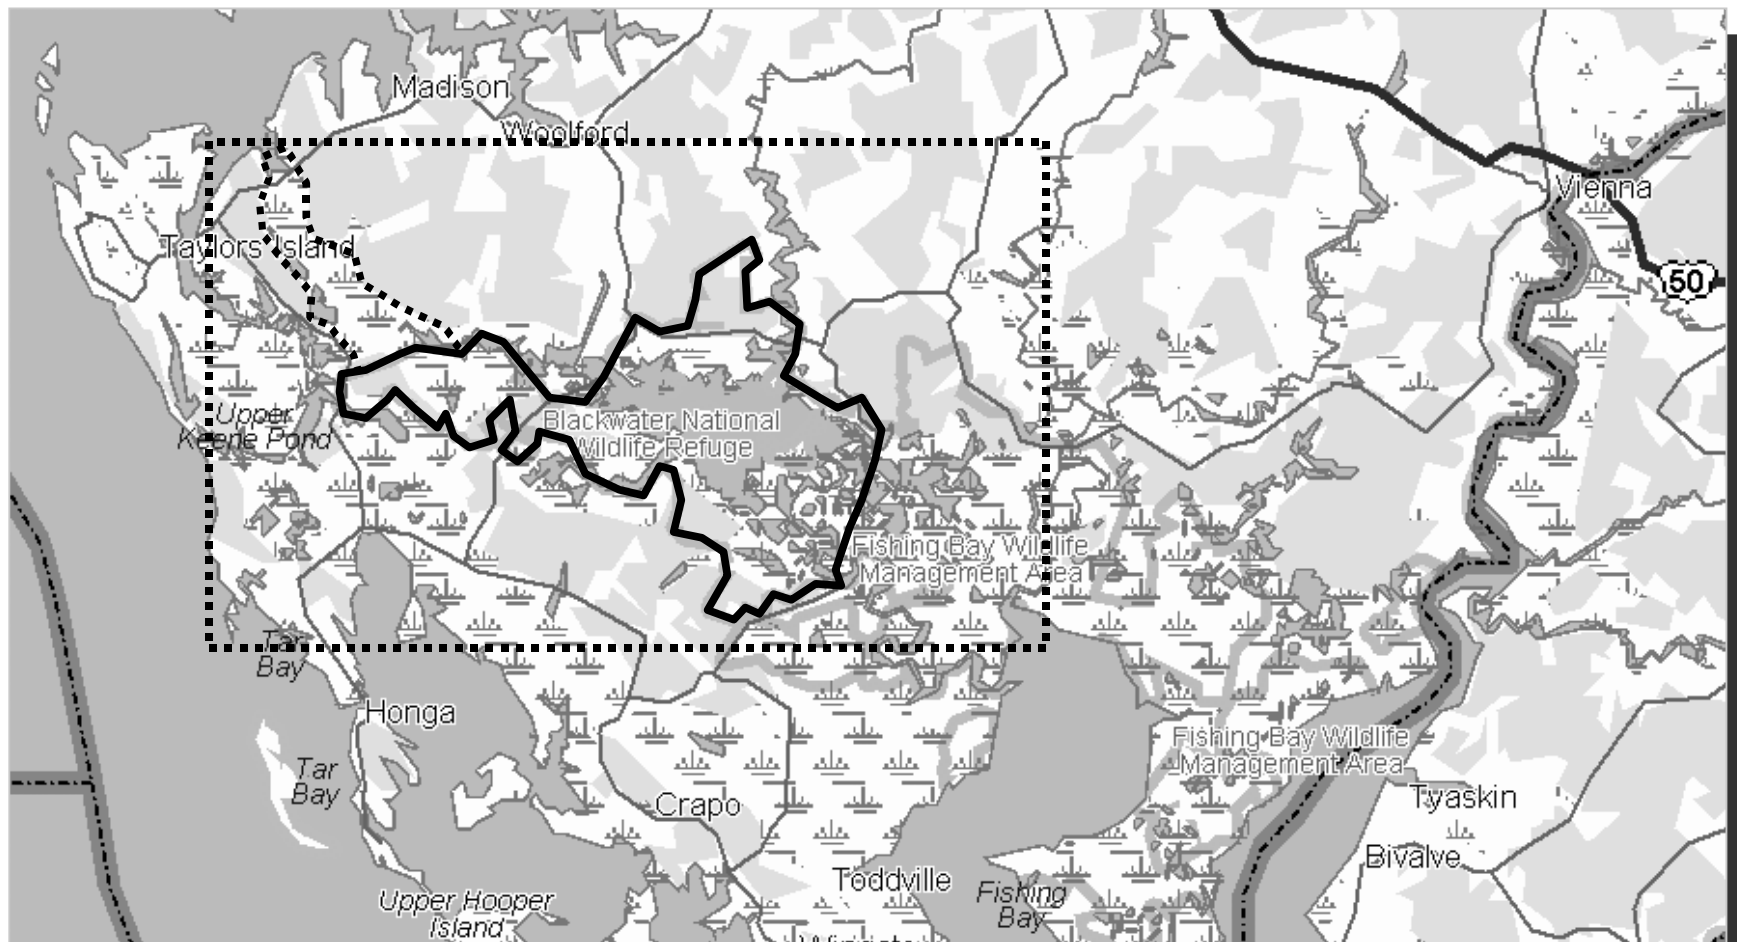 Madison
Woolford
Vienna
Taylors Island
50
Upper
Keene Pond
Blackwater National
Wildlife Refuge
Fishing Bay Wildlife
Management Area
Tar
Bay
Honga
Fishing Bay Wildlife
Management Area
Tar
Bay
Crapo
Tyaskin
Bivalve
Toddville
Upper Hooper
Island
Fishing
Bay